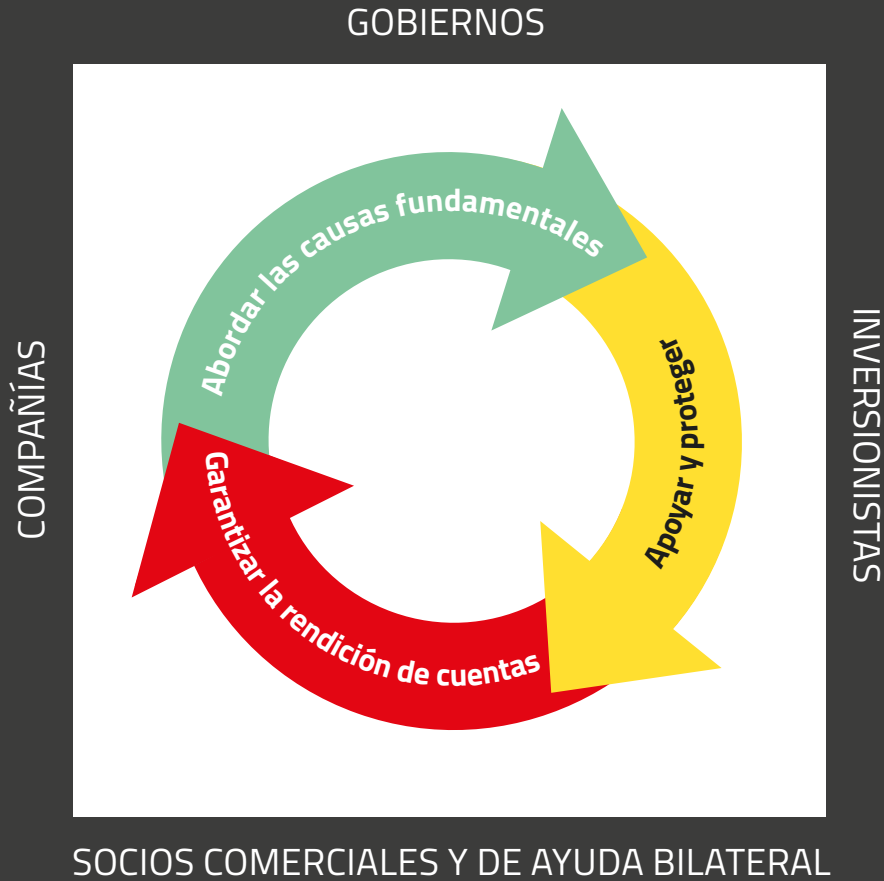 GOBIERNOS
Abordar las causas fundamentales
Apoyar y proteger
Garantizar la rendición de cuentas
COMPAÑÍAS
INVERSIONISTAS
SOCIOS COMERCIALES Y DE AYUDA BILATERAL